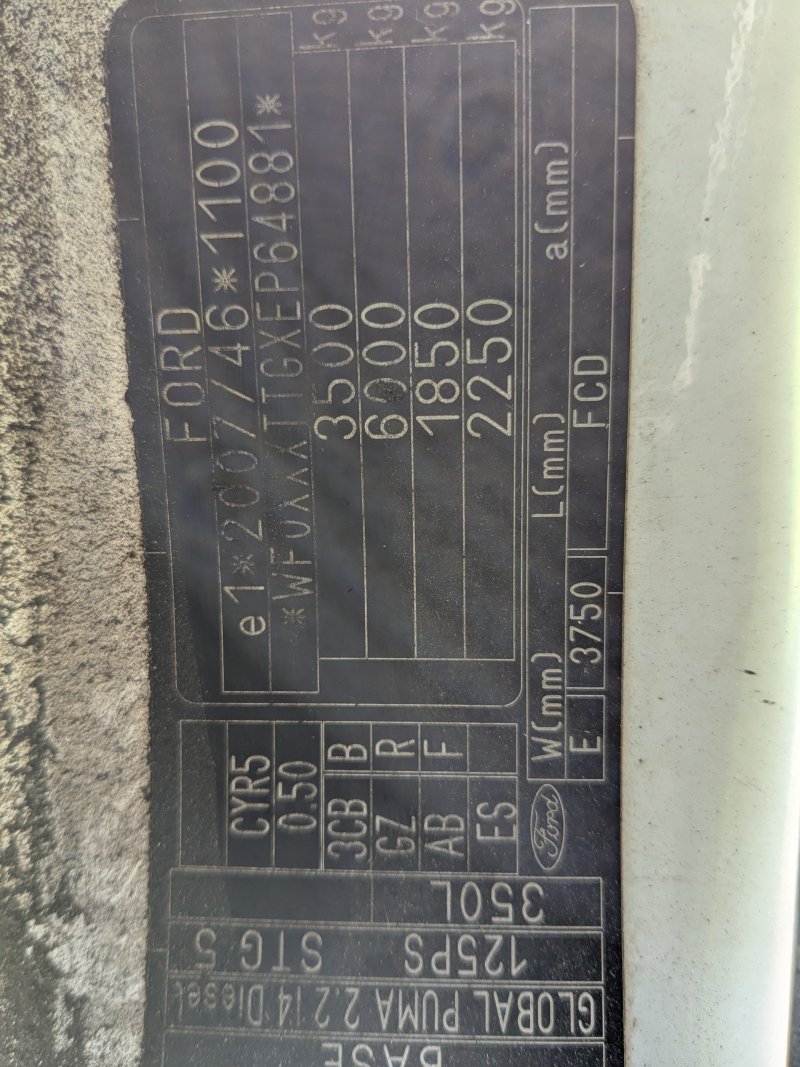 FORD
e1*2007/46*1100
*WF0XXXTTGXEP64881*
3500 kg
6000 kg
1850 kg
2250 kg
CYR5
0.50
3CB B
GZ R
AB F
ES
W(mm) L(mm) a(mm)
E 3750 FCD
Ford
350L
125PS STG 5
GLOBAL PUMA 2.2 I4 Diesel
BASE